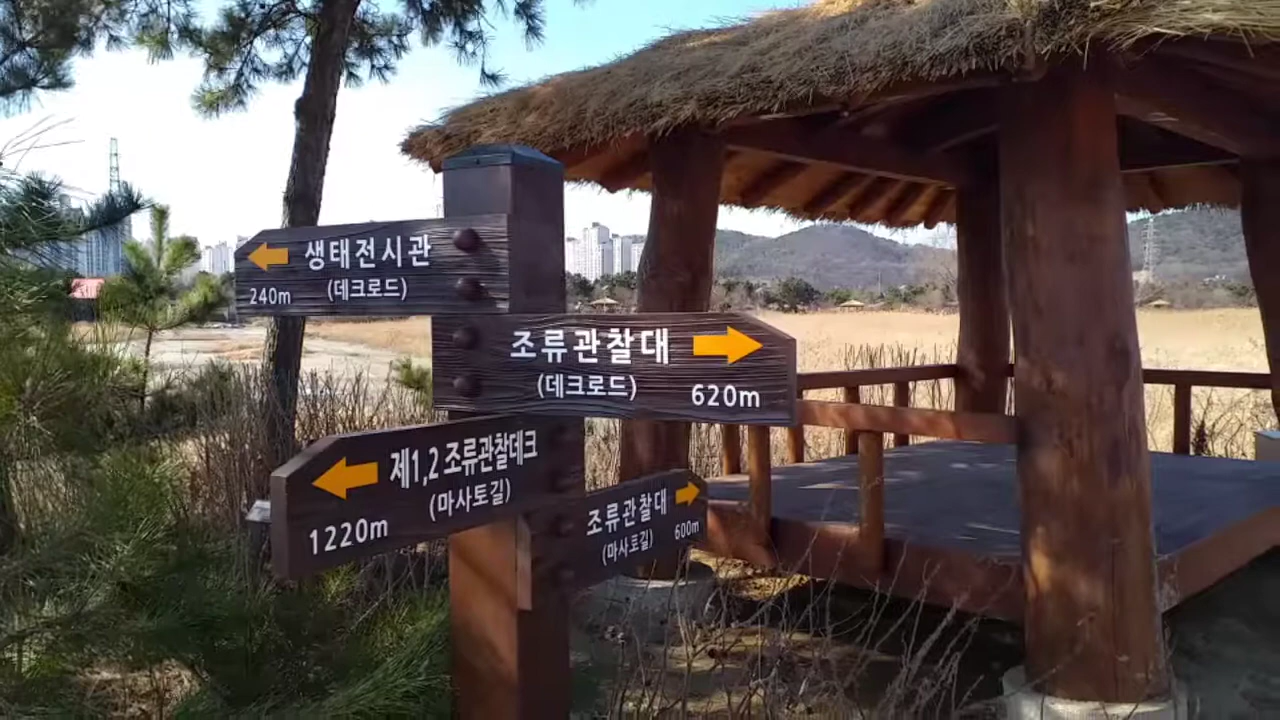 생태전시관
240m
(데크로드)
조류관찰대
(데크로드)
620m
제1,2 조류관찰데크
(마사토길)
1220m
조류관찰대
(마사토길)
600m